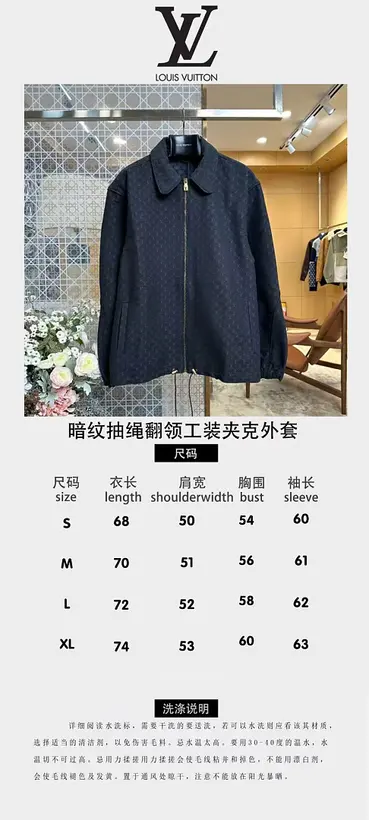 LV
LOUIS VUITTON
暗纹抽绳翻领工装夹克外套
尺码
尺码 衣长 肩宽 胸围 袖长
size length shoulderwidth bust sleeve
S 68 50 54 60
M 70 51 56 61
L 72 52 58 62
XL 74 53 60 63
洗涤说明
详细阅读水洗标，需要干洗的要送洗，若可以水洗则应看该其材质，
选择适当的清洁剂，以免伤害毛料。总水温太高。要用30-40度的温水，水
温切不可过高。总用力揉搓用力揉搓会使毛线粘并和掉色。不能用漂白剂，
会使毛线褪色及发黄。置于通风处晾干，注意不能放在阳光暴晒。